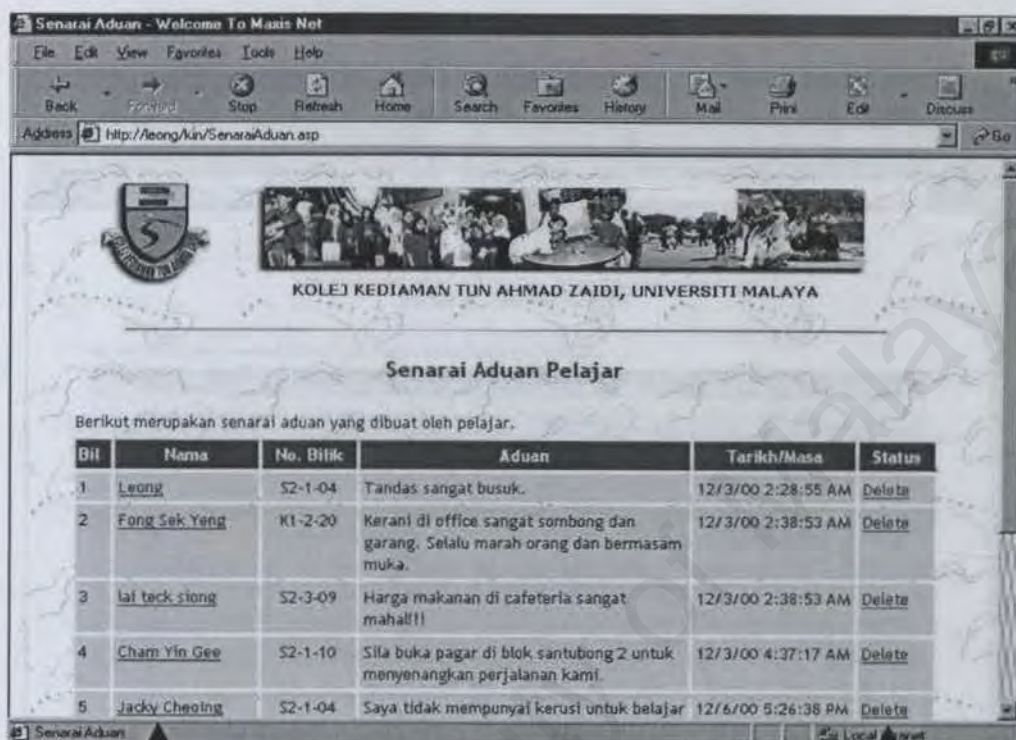 Senarai Aduan - Welcome To Maxis Net
File Edit View Favorites Tools Help
Back Forward Stop Refresh Home Search Favorites History Mail Print Edit Discuss
Address http://leong/kin/SenaraiAduan.asp Go
KOLEJ KEDIAMAN TUN AHMAD ZAIDI, UNIVERSITI MALAYA
Senarai Aduan Pelajar
Berikut merupakan senarai aduan yang dibuat oleh pelajar.
Bil Nama No. Bilik Aduan Tarikh/Masa Status
1 Leong S2-1-04 Tandas sangat busuk. 12/3/00 2:28:55 AM Delete
2 Fong Sek Yeng K1-2-20 Kerani di office sangat sombong dan 12/3/00 2:38:53 AM Delete
garang. Selalu marah orang dan bermasam
muka.
3 lai teck siong S2-3-09 Harga makanan di cafeteria sangat 12/3/00 2:38:53 AM Delete
mahal!!!
4 Cham Yin Gee S2-1-10 Sila buka pagar di blok santubong 2 untuk 12/3/00 4:37:17 AM Delete
menyenangkan perjalanan kami.
5 Jacky Cheoing S2-1-04 Saya tidak mempunyai kerusi untuk belajar 12/6/00 5:26:38 PM Delete
Senarai Aduan Local intranet